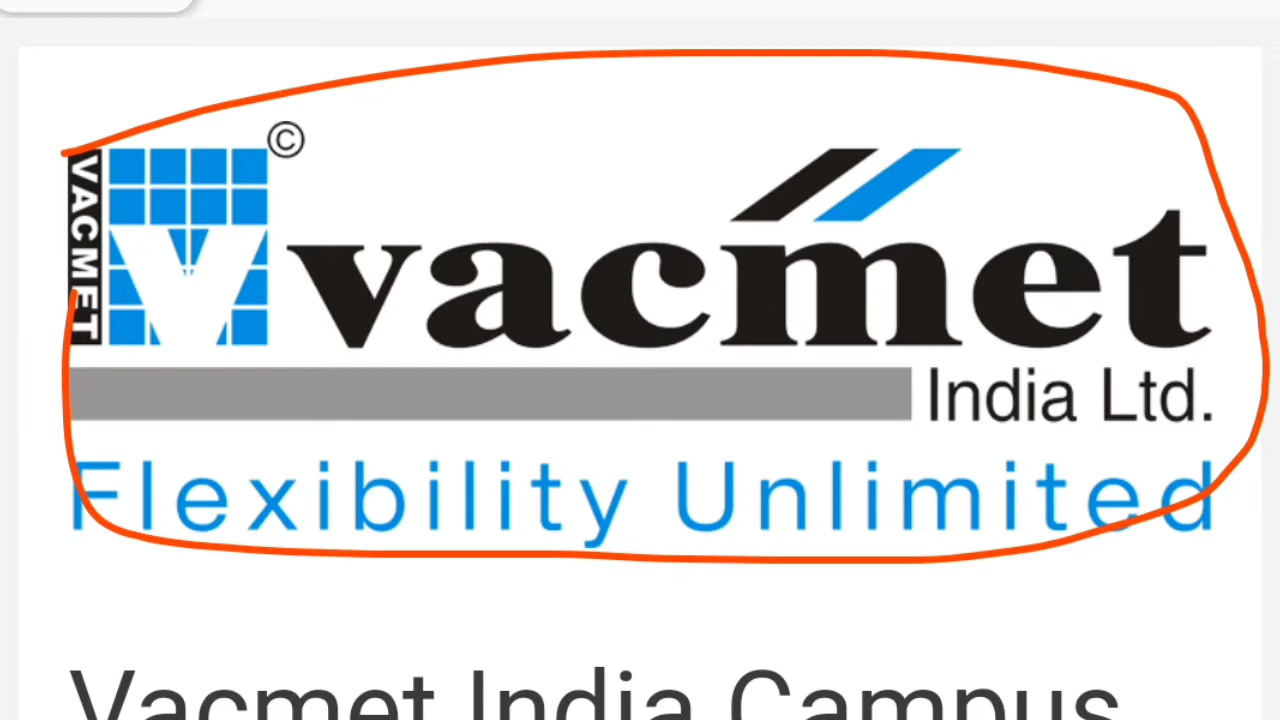 VACMET
©
vacmet
India Ltd.
Flexibility Unlimited
Vacmet India Campus